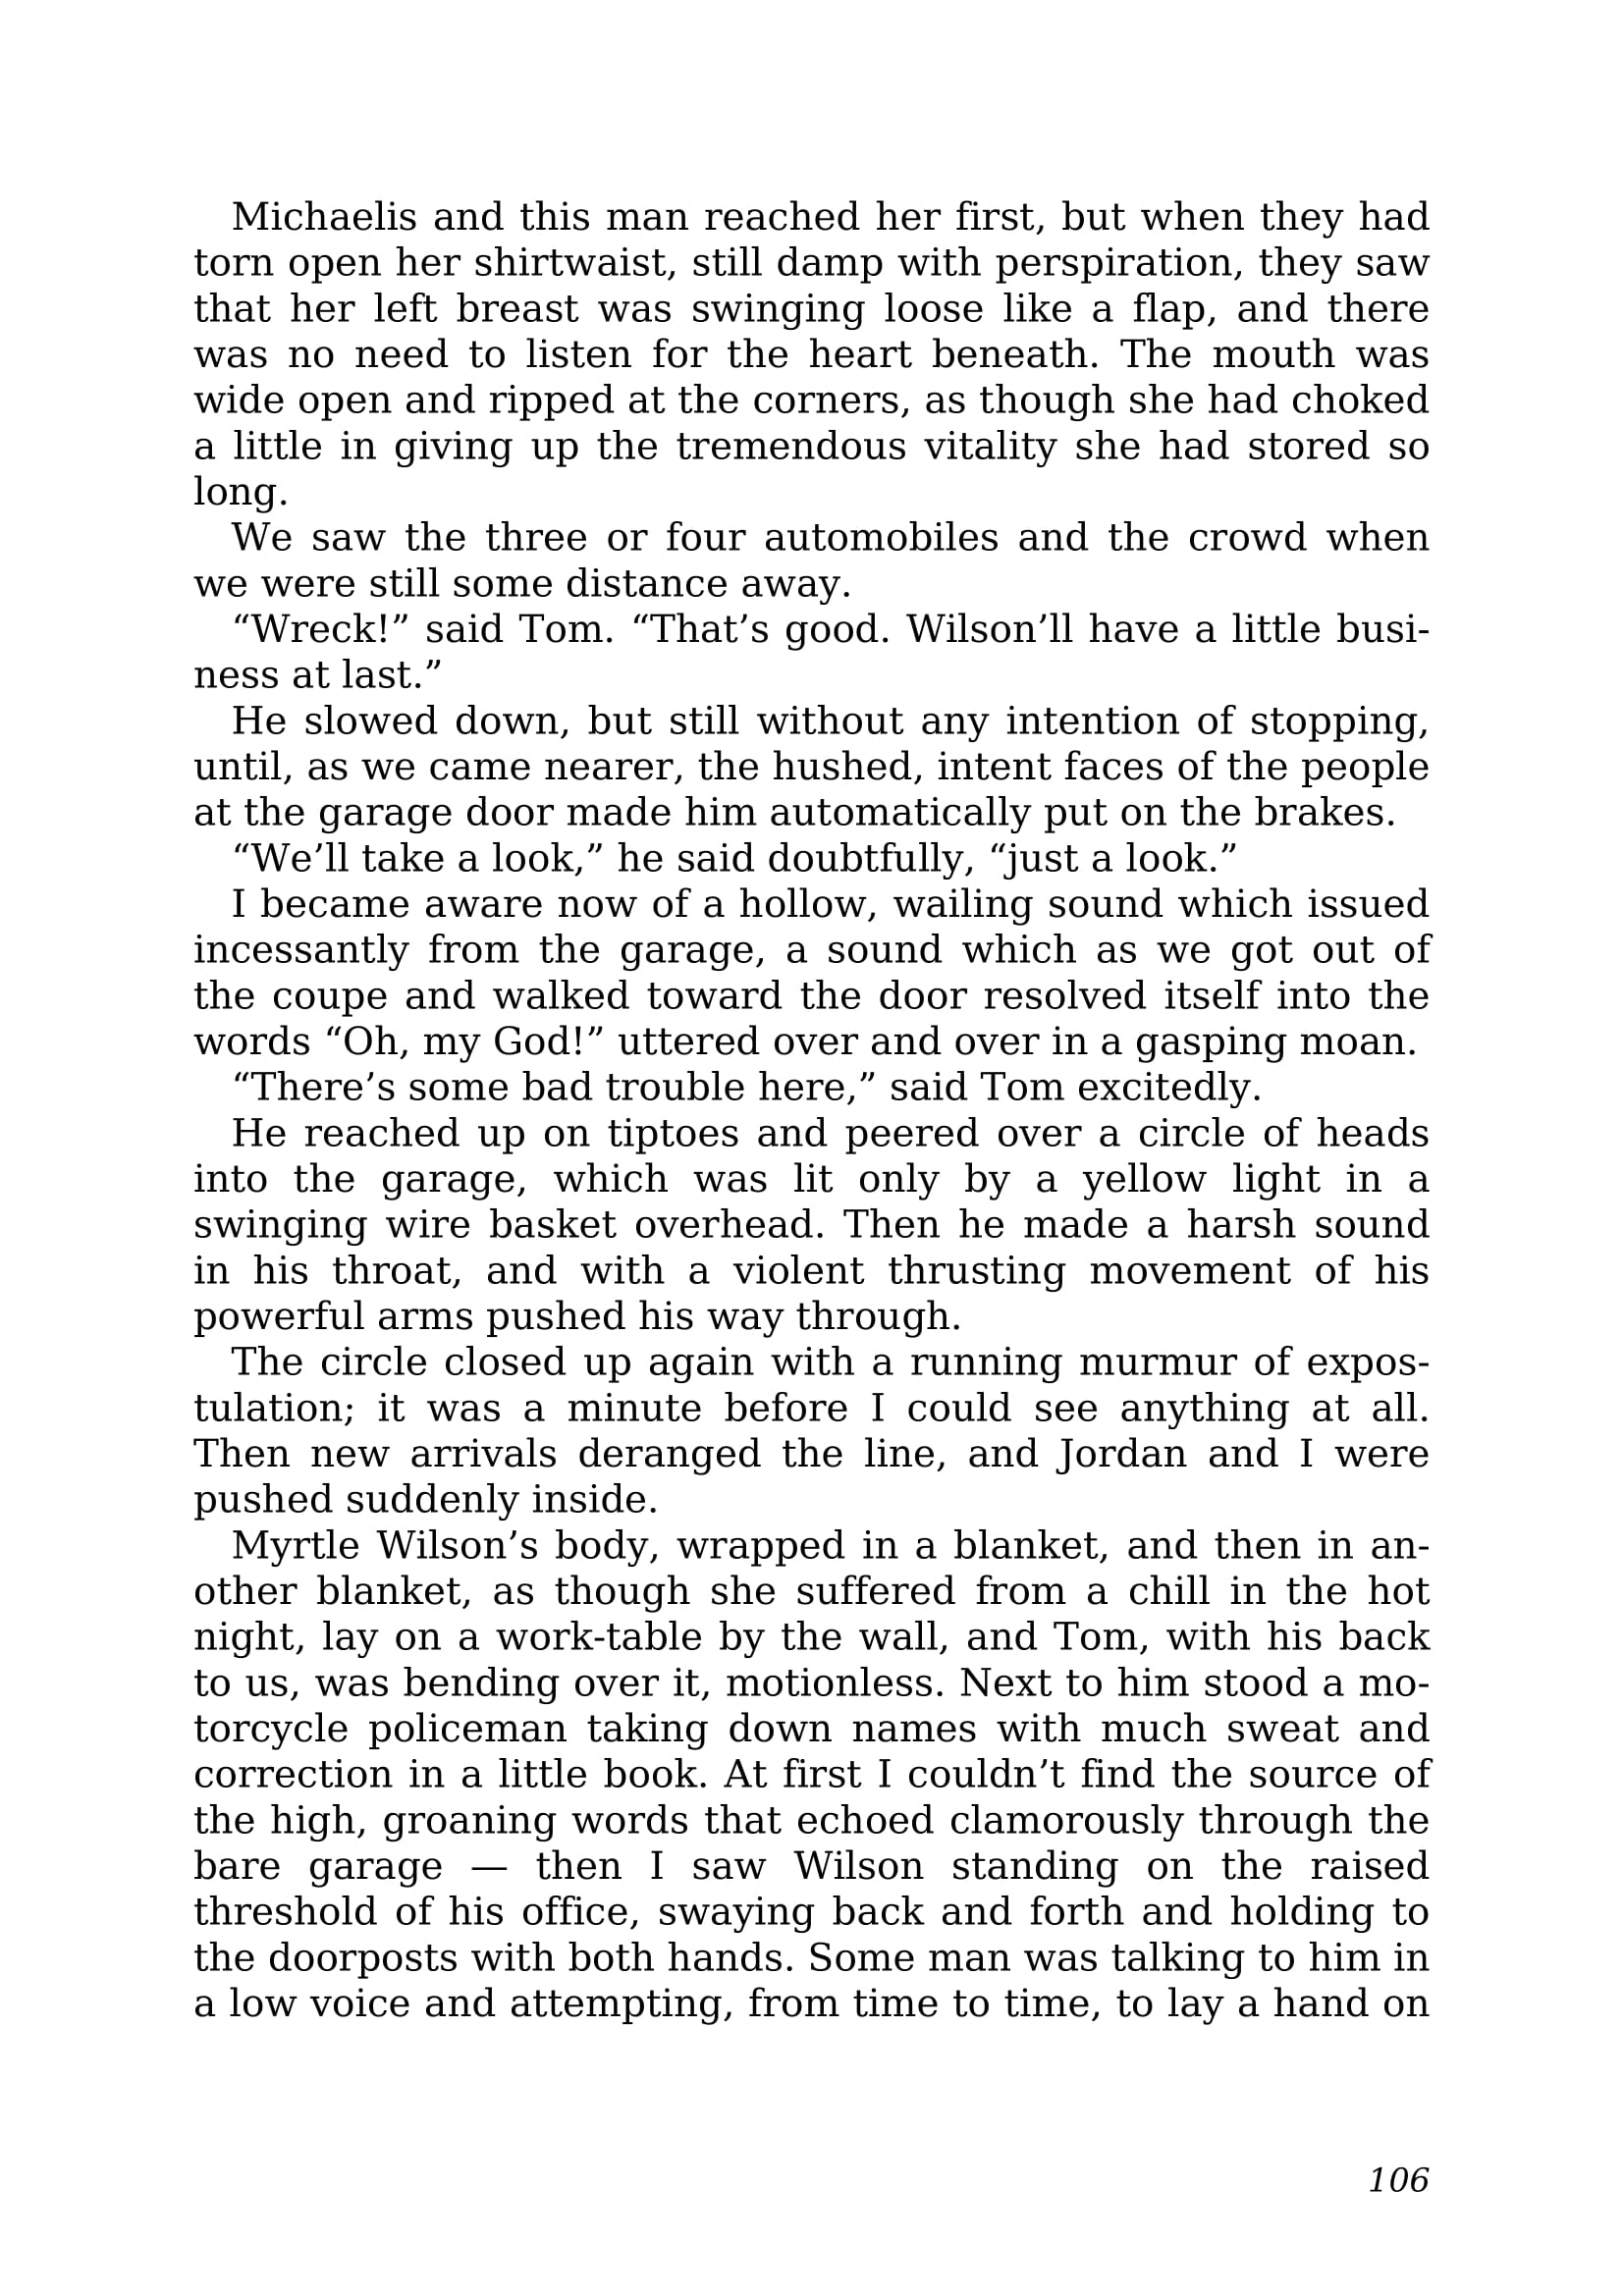 Michaelis and this man reached her first, but when they had
torn open her shirtwaist, still damp with perspiration, they saw
that her left breast was swinging loose like a flap, and there
was no need to listen for the heart beneath. The mouth was
wide open and ripped at the corners, as though she had choked
a little in giving up the tremendous vitality she had stored so
long.
We saw the three or four automobiles and the crowd when
we were still some distance away.
“Wreck!” said Tom. “That’s good. Wilson’ll have a little busi-
ness at last.”
He slowed down, but still without any intention of stopping,
until, as we came nearer, the hushed, intent faces of the people
at the garage door made him automatically put on the brakes.
“We’ll take a look,” he said doubtfully, “just a look.”
I became aware now of a hollow, wailing sound which issued
incessantly from the garage, a sound which as we got out of
the coupe and walked toward the door resolved itself into the
words “Oh, my God!” uttered over and over in a gasping moan.
“There’s some bad trouble here,” said Tom excitedly.
He reached up on tiptoes and peered over a circle of heads
into the garage, which was lit only by a yellow light in a
swinging wire basket overhead. Then he made a harsh sound
in his throat, and with a violent thrusting movement of his
powerful arms pushed his way through.
The circle closed up again with a running murmur of expos-
tulation; it was a minute before I could see anything at all.
Then new arrivals deranged the line, and Jordan and I were
pushed suddenly inside.
Myrtle Wilson’s body, wrapped in a blanket, and then in an-
other blanket, as though she suffered from a chill in the hot
night, lay on a work-table by the wall, and Tom, with his back
to us, was bending over it, motionless. Next to him stood a mo-
torcycle policeman taking down names with much sweat and
correction in a little book. At first I couldn’t find the source of
the high, groaning words that echoed clamorously through the
bare garage — then I saw Wilson standing on the raised
threshold of his office, swaying back and forth and holding to
the doorposts with both hands. Some man was talking to him in
a low voice and attempting, from time to time, to lay a hand on
106